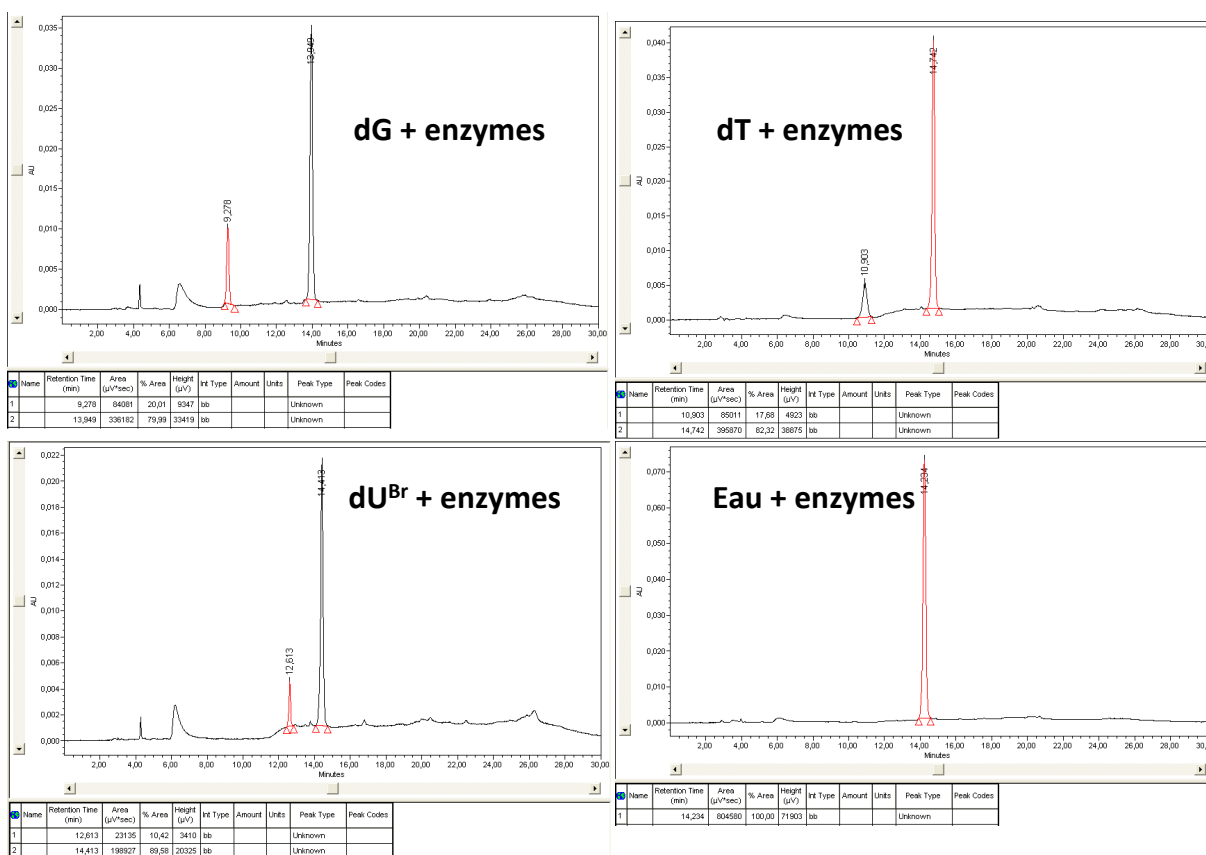 0,035
0,030
0,025
0,020
0,015
0,010
0,005
0,000
AU
9,278
13,949
dG + enzymes
2,00 4,00 6,00 8,00 10,00 12,00 14,00 16,00 18,00 20,00 22,00 24,00 26,00 28,00 30,00
Minutes
Name Retention Time (min) Area (µV*sec) % Area Height (µV) Int Type Amount Units Peak Type Peak Codes
1 9,278 84081 20,01 9347 bb Unknown
2 13,949 336182 79,99 33419 bb Unknown
0,040
0,035
0,030
0,025
0,020
0,015
0,010
0,005
0,000
AU
10,903
14,742
dT + enzymes
2,00 4,00 6,00 8,00 10,00 12,00 14,00 16,00 18,00 20,00 22,00 24,00 26,00 28,00 30,00
Minutes
Name Retention Time (min) Area (µV*sec) % Area Height (µV) Int Type Amount Units Peak Type Peak Codes
1 10,903 85011 17,68 4923 bb Unknown
2 14,742 395870 82,32 38875 bb Unknown
0,022
0,020
0,018
0,016
0,014
0,012
0,010
0,008
0,006
0,004
0,002
0,000
AU
12,613
14,413
dUBr + enzymes
2,00 4,00 6,00 8,00 10,00 12,00 14,00 16,00 18,00 20,00 22,00 24,00 26,00 28,00 30,00
Minutes
Name Retention Time (min) Area (µV*sec) % Area Height (µV) Int Type Amount Units Peak Type Peak Codes
1 12,613 23135 10,42 3410 bb Unknown
2 14,413 198927 89,58 20325 bb Unknown
0,070
0,060
0,050
0,040
0,030
0,020
0,010
0,000
AU
14,234
Eau + enzymes
2,00 4,00 6,00 8,00 10,00 12,00 14,00 16,00 18,00 20,00 22,00 24,00 26,00 28,00 30,00
Minutes
Name Retention Time (min) Area (µV*sec) % Area Height (µV) Int Type Amount Units Peak Type Peak Codes
1 14,234 804580 100,00 71903 bb Unknown